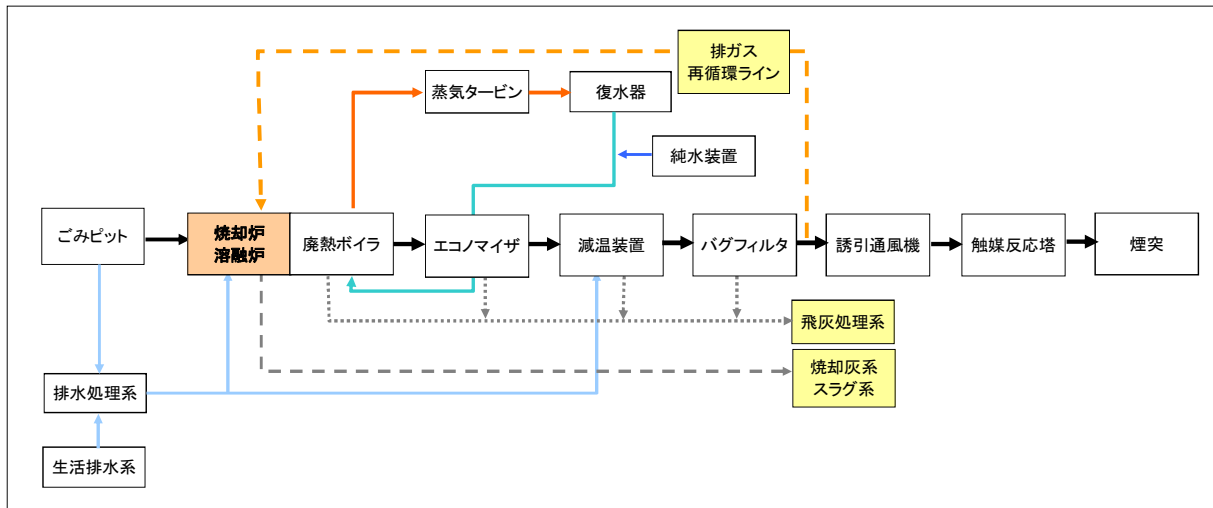 排ガス
再循環ライン
蒸気タービン
復水器
純水装置
ごみピット
焼却炉
溶融炉
廃熱ボイラ
エコノマイザ
減温装置
バグフィルタ
誘引通風機
触媒反応塔
煙突
飛灰処理系
焼却灰系
スラグ系
排水処理系
生活排水系